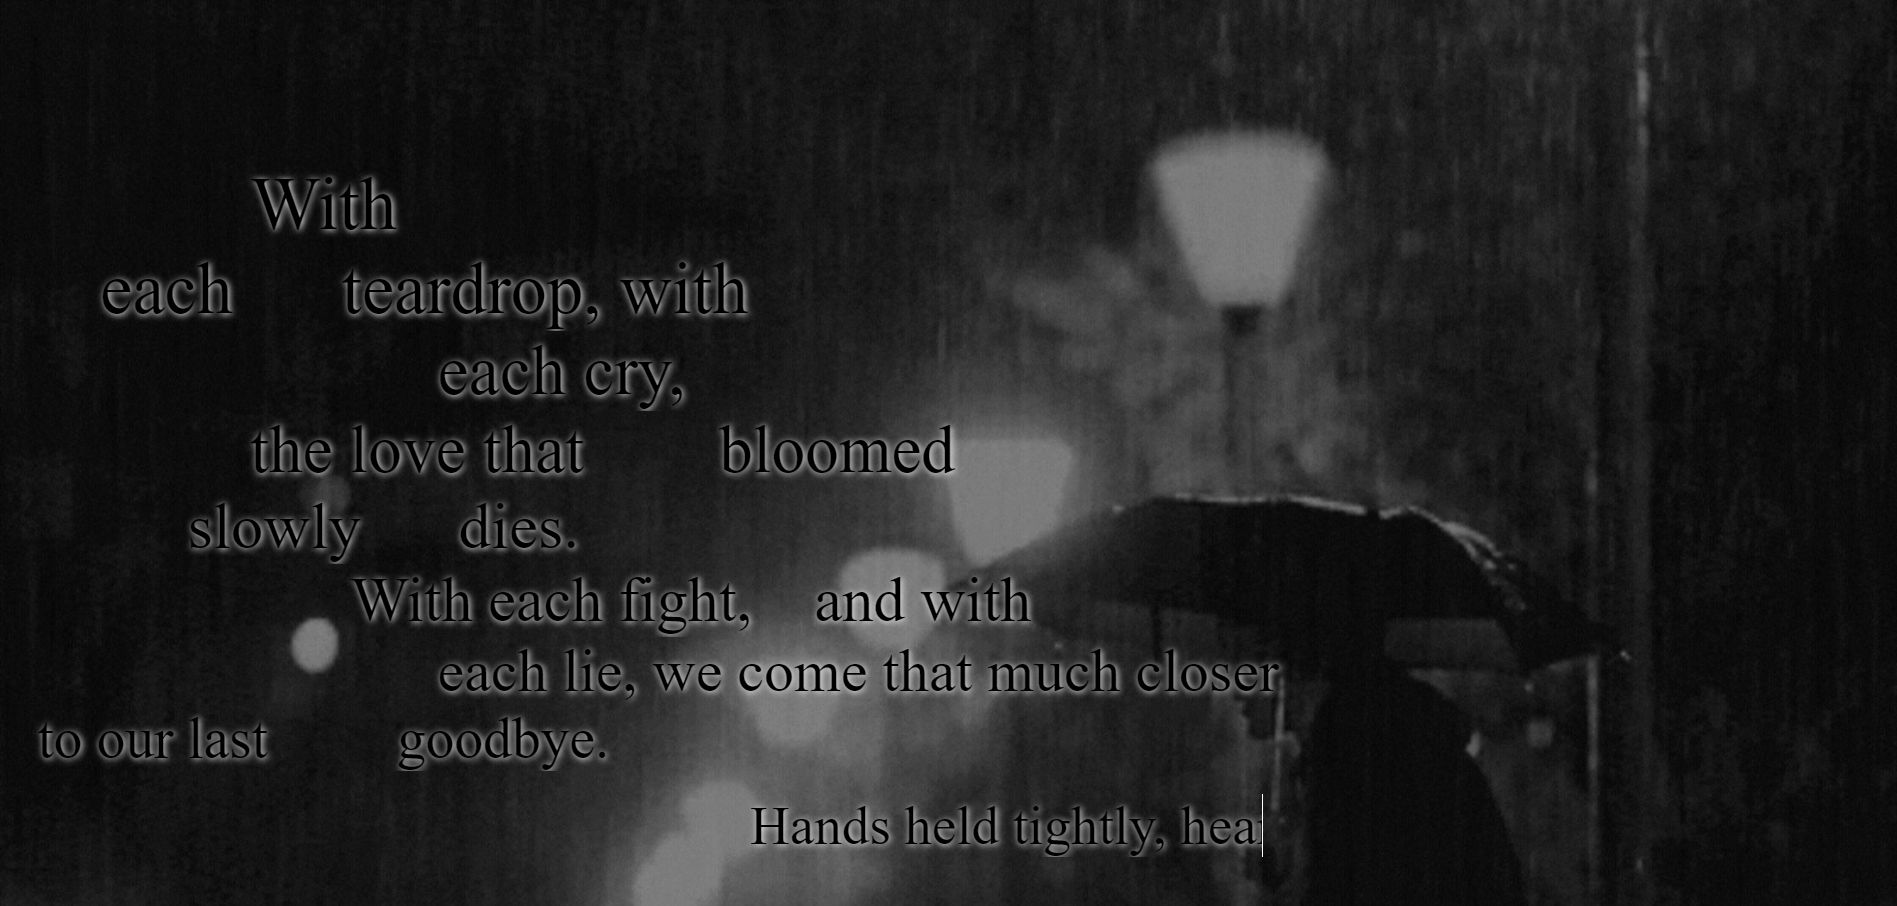 With
each teardrop, with
each cry,
the love that bloomed
slowly dies.
With each fight, and with
each lie, we come that much closer
to our last goodbye.
Hands held tightly,